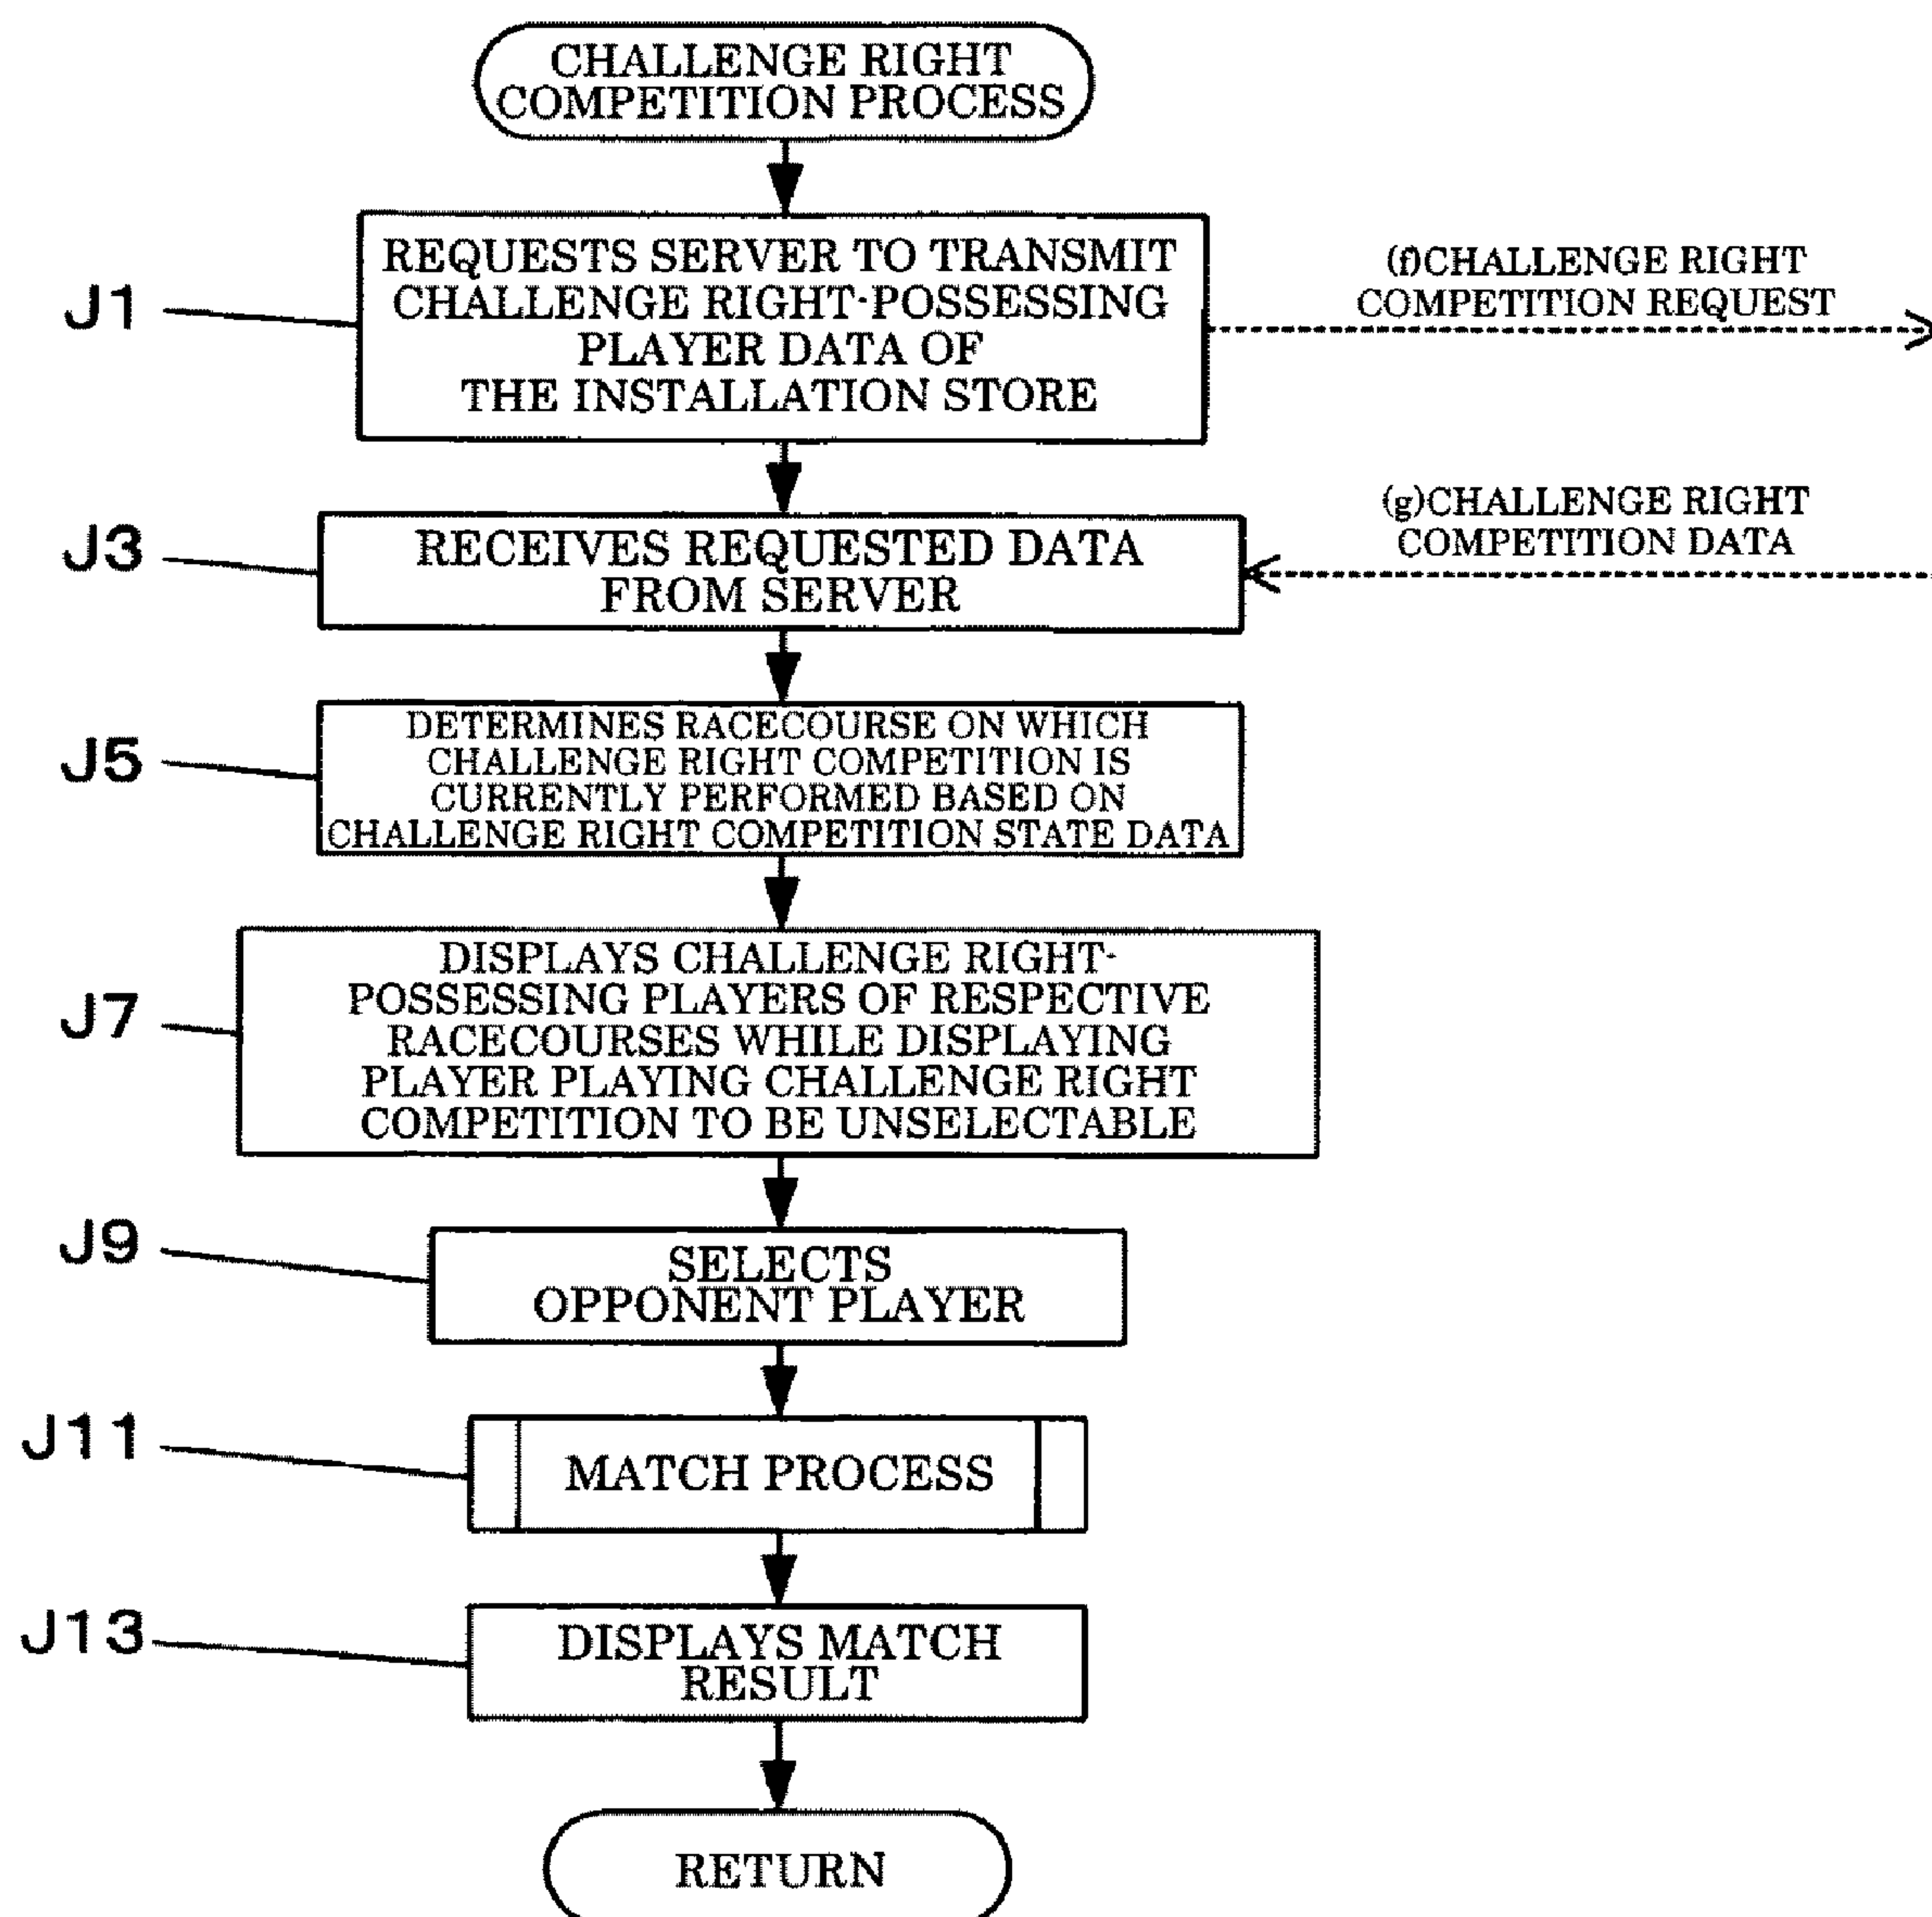 CHALLENGE RIGHT
COMPETITION PROCESS
J1
REQUESTS SERVER TO TRANSMIT
CHALLENGE RIGHT-POSSESSING
PLAYER DATA OF
THE INSTALLATION STORE
(f)CHALLENGE RIGHT
COMPETITION REQUEST
J3
RECEIVES REQUESTED DATA
FROM SERVER
(g)CHALLENGE RIGHT
COMPETITION DATA
J5
DETERMINES RACECOURSE ON WHICH
CHALLENGE RIGHT COMPETITION IS
CURRENTLY PERFORMED BASED ON
CHALLENGE RIGHT COMPETITION STATE DATA
J7
DISPLAYS CHALLENGE RIGHT-
POSSESSING PLAYERS OF RESPECTIVE
RACECOURSES WHILE DISPLAYING
PLAYER PLAYING CHALLENGE RIGHT
COMPETITION TO BE UNSELECTABLE
J9
SELECTS
OPPONENT PLAYER
J11
MATCH PROCESS
J13
DISPLAYS MATCH
RESULT
RETURN